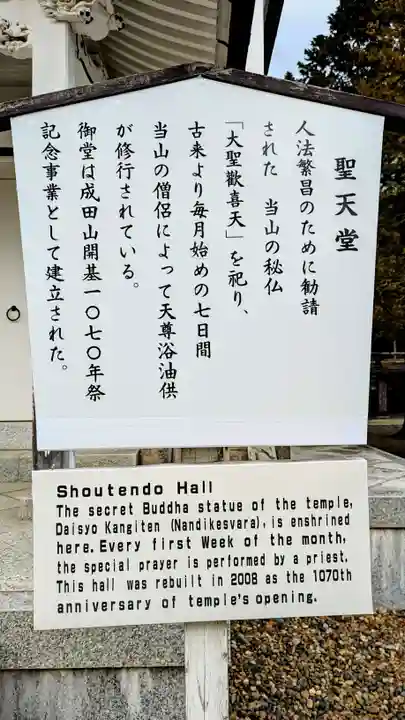 聖天堂
人法繁昌のために勧請
された　当山の秘仏
「大聖歡喜天」を祀り、
古来より毎月始めの七日間
当山の僧侶によって天尊浴油供
が修行されている。
御堂は成田山開基一〇七〇年祭
記念事業として建立された。
Shoutendo Hall
The secret Buddha statue of the temple,
Daisyo Kangiten (Nandikesvara), is enshrined
here. Every first Week of the month,
the special prayer is performed by a priest.
This hall was rebuilt in 2008 as the 1070th
anniversary of temple's opening.